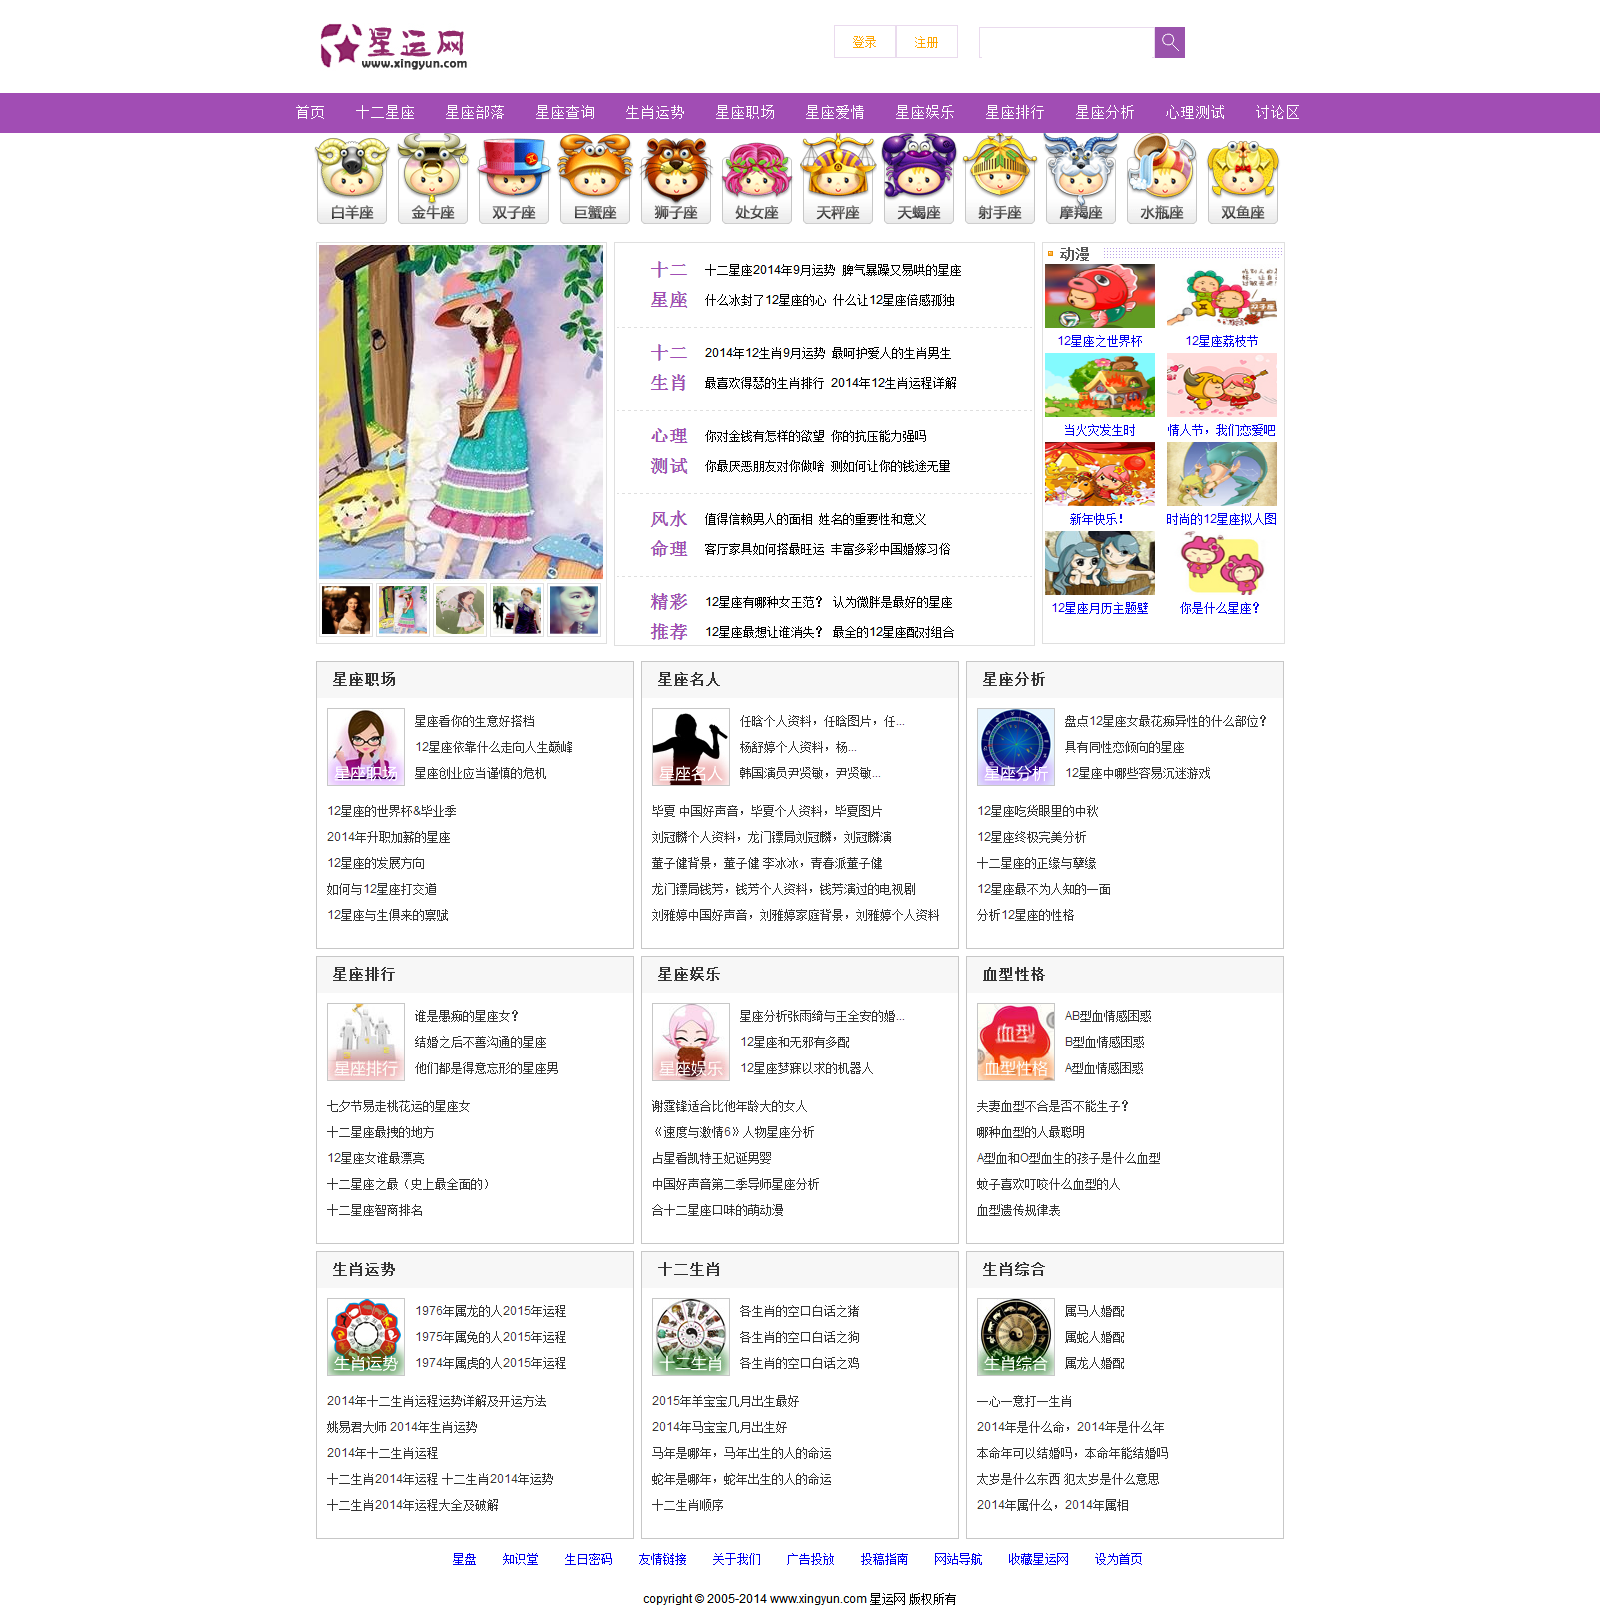 星运网
www.xingyun.com
登录 注册
首页 十二星座 星座部落 星座查询 生肖运势 星座职场 星座爱情 星座娱乐 星座排行 星座分析 心理测试 讨论区
白羊座 金牛座 双子座 巨蟹座 狮子座 处女座 天秤座 天蝎座 射手座 摩羯座 水瓶座 双鱼座
十二 十二星座2014年9月运势 脾气暴躁又易哄的星座
星座 什么冰封了12星座的心 什么让12星座倍感孤独
十二 2014年12生肖9月运势 最呵护爱人的生肖男生
生肖 最喜欢得瑟的生肖排行 2014年12生肖运程详解
心理 你对金钱有怎样的欲望 你的抗压能力强吗
测试 你最厌恶朋友对你做啥 测如何让你的钱途无量
风水 值得信赖男人的面相 姓名的重要性和意义
命理 客厅家具如何搭最旺运 丰富多彩中国婚嫁习俗
精彩 12星座有哪种女王范？ 认为微胖是最好的星座
推荐 12星座最想让谁消失？ 最全的12星座配对组合
动漫
12星座之世界杯 12星座荔枝节
当火灾发生时 情人节，我们恋爱吧
新年快乐！ 时尚的12星座拟人图
12星座月历主题壁 你是什么星座？
星座职场
星座职场
星座看你的生意好搭档
12星座依靠什么走向人生巅峰
星座创业应当谨慎的危机
12星座的世界杯&毕业季
2014年升职加薪的星座
12星座的发展方向
如何与12星座打交道
12星座与生俱来的禀赋
星座名人
星座名人
任晗个人资料，任晗图片，任...
杨舒婷个人资料，杨...
韩国演员尹贤敏，尹贤敏...
毕夏 中国好声音，毕夏个人资料，毕夏图片
刘冠麟个人资料，龙门镖局刘冠麟，刘冠麟演
董子健背景，董子健 李冰冰，青春派董子健
龙门镖局钱芳，钱芳个人资料，钱芳演过的电视剧
刘雅婷中国好声音，刘雅婷家庭背景，刘雅婷个人资料
星座分析
星座分析
盘点12星座女最花痴异性的什么部位？
具有同性恋倾向的星座
12星座中哪些容易沉迷游戏
12星座吃货眼里的中秋
12星座终极完美分析
十二星座的正缘与孽缘
12星座最不为人知的一面
分析12星座的性格
星座排行
星座排行
谁是愚痴的星座女？
结婚之后不善沟通的星座
他们都是得意忘形的星座男
七夕节易走桃花运的星座女
十二星座最拽的地方
12星座女谁最漂亮
十二星座之最（史上最全面的）
十二星座智商排名
星座娱乐
星座娱乐
星座分析张雨绮与王全安的婚...
12星座和无邪有多配
12星座梦寐以求的机器人
谢霆锋适合比他年龄大的女人
《速度与激情6》人物星座分析
占星看凯特王妃诞男婴
中国好声音第二季导师星座分析
合十二星座口味的萌动漫
血型性格
血型
血型性格
AB型血情感困惑
B型血情感困惑
A型血情感困惑
夫妻血型不合是否不能生子？
哪种血型的人最聪明
A型血和O型血生的孩子是什么血型
蚊子喜欢叮咬什么血型的人
血型遗传规律表
生肖运势
生肖运势
1976年属龙的人2015年运程
1975年属兔的人2015年运程
1974年属虎的人2015年运程
2014年十二生肖运程运势详解及开运方法
姚易君大师 2014年生肖运势
2014年十二生肖运程
十二生肖2014年运程 十二生肖2014年运势
十二生肖2014年运程大全及破解
十二生肖
十二生肖
各生肖的空口白话之猪
各生肖的空口白话之狗
各生肖的空口白话之鸡
2015年羊宝宝几月出生最好
2014年马宝宝几月出生好
马年是哪年，马年出生的人的命运
蛇年是哪年，蛇年出生的人的命运
十二生肖顺序
生肖综合
生肖综合
属马人婚配
属蛇人婚配
属龙人婚配
一心一意打一生肖
2014年是什么命，2014年是什么年
本命年可以结婚吗，本命年能结婚吗
太岁是什么东西 犯太岁是什么意思
2014年属什么，2014年属相
星盘 知识堂 生日密码 友情链接 关于我们 广告投放 投稿指南 网站导航 收藏星运网 设为首页
copyright © 2005-2014 www.xingyun.com 星运网 版权所有